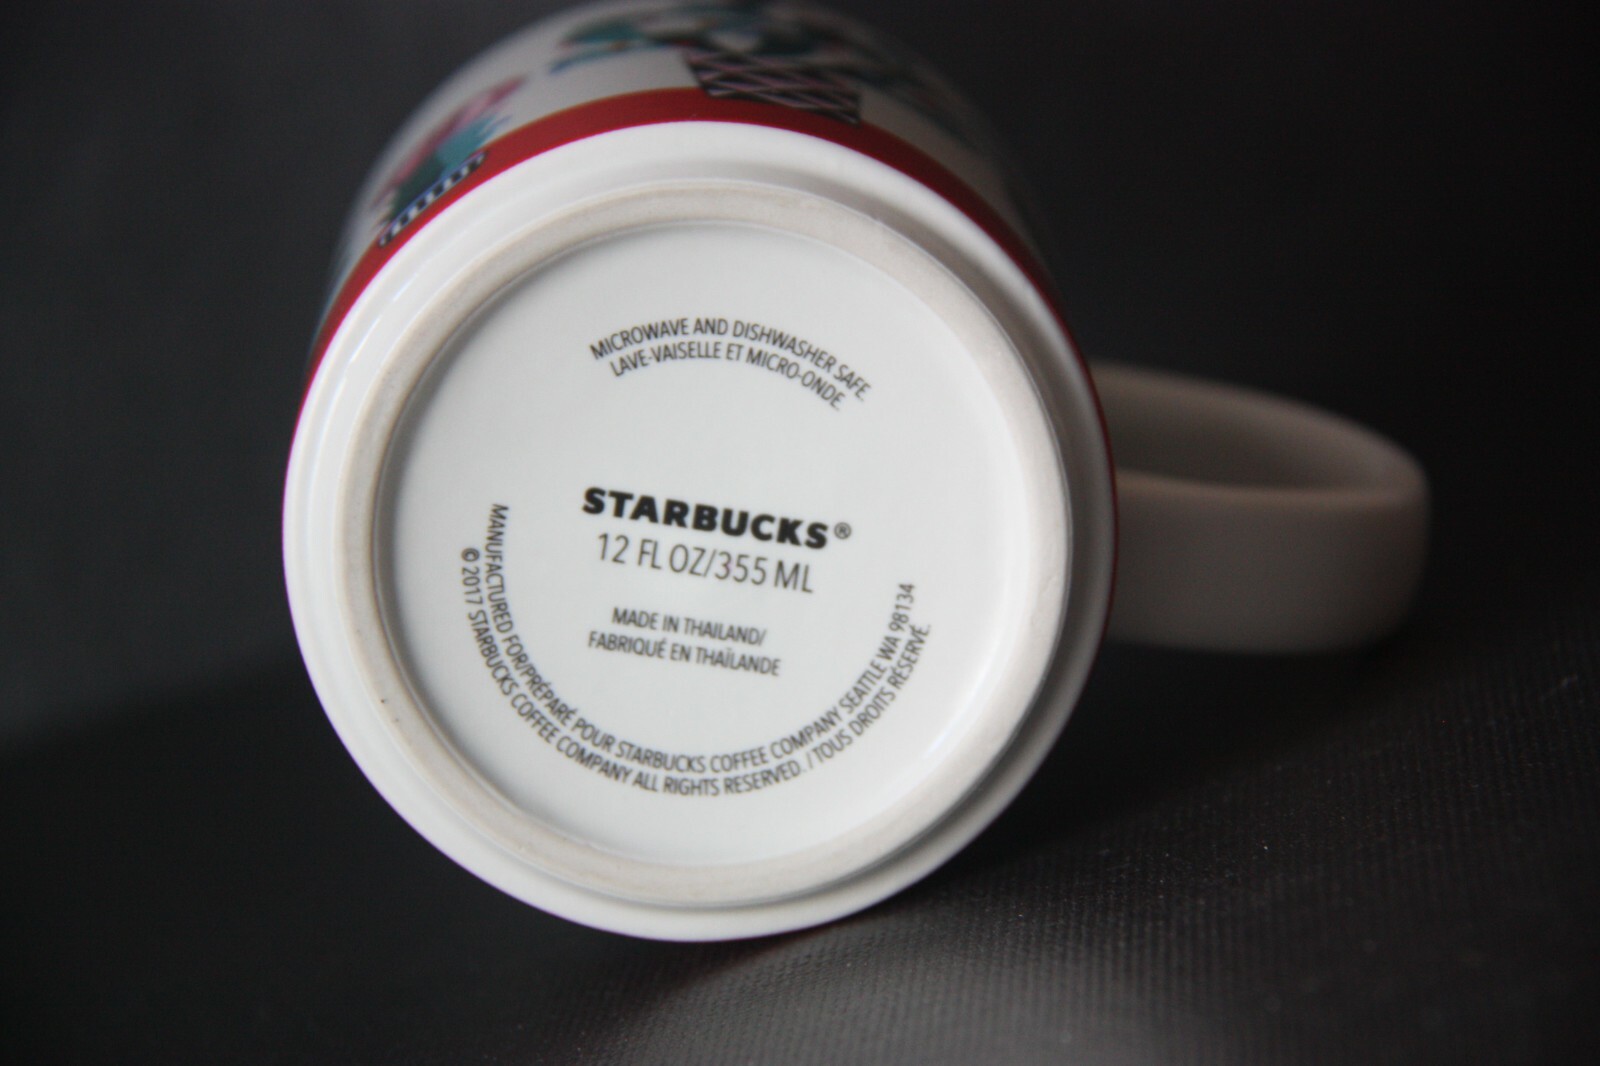 MICROWAVE AND DISHWASHER SAFE.
LAVE-VAISELLE ET MICRO-ONDE.
STARBUCKS®
12 FL OZ/355 ML
MADE IN THAILAND/
FABRIQUÉ EN THAÏLANDE
MANUFACTURED FOR/PRÉPARÉ POUR STARBUCKS COFFEE COMPANY SEATTLE WA 98134
© 2017 STARBUCKS COFFEE COMPANY ALL RIGHTS RESERVED. / TOUS DROITS RÉSERVÉ.